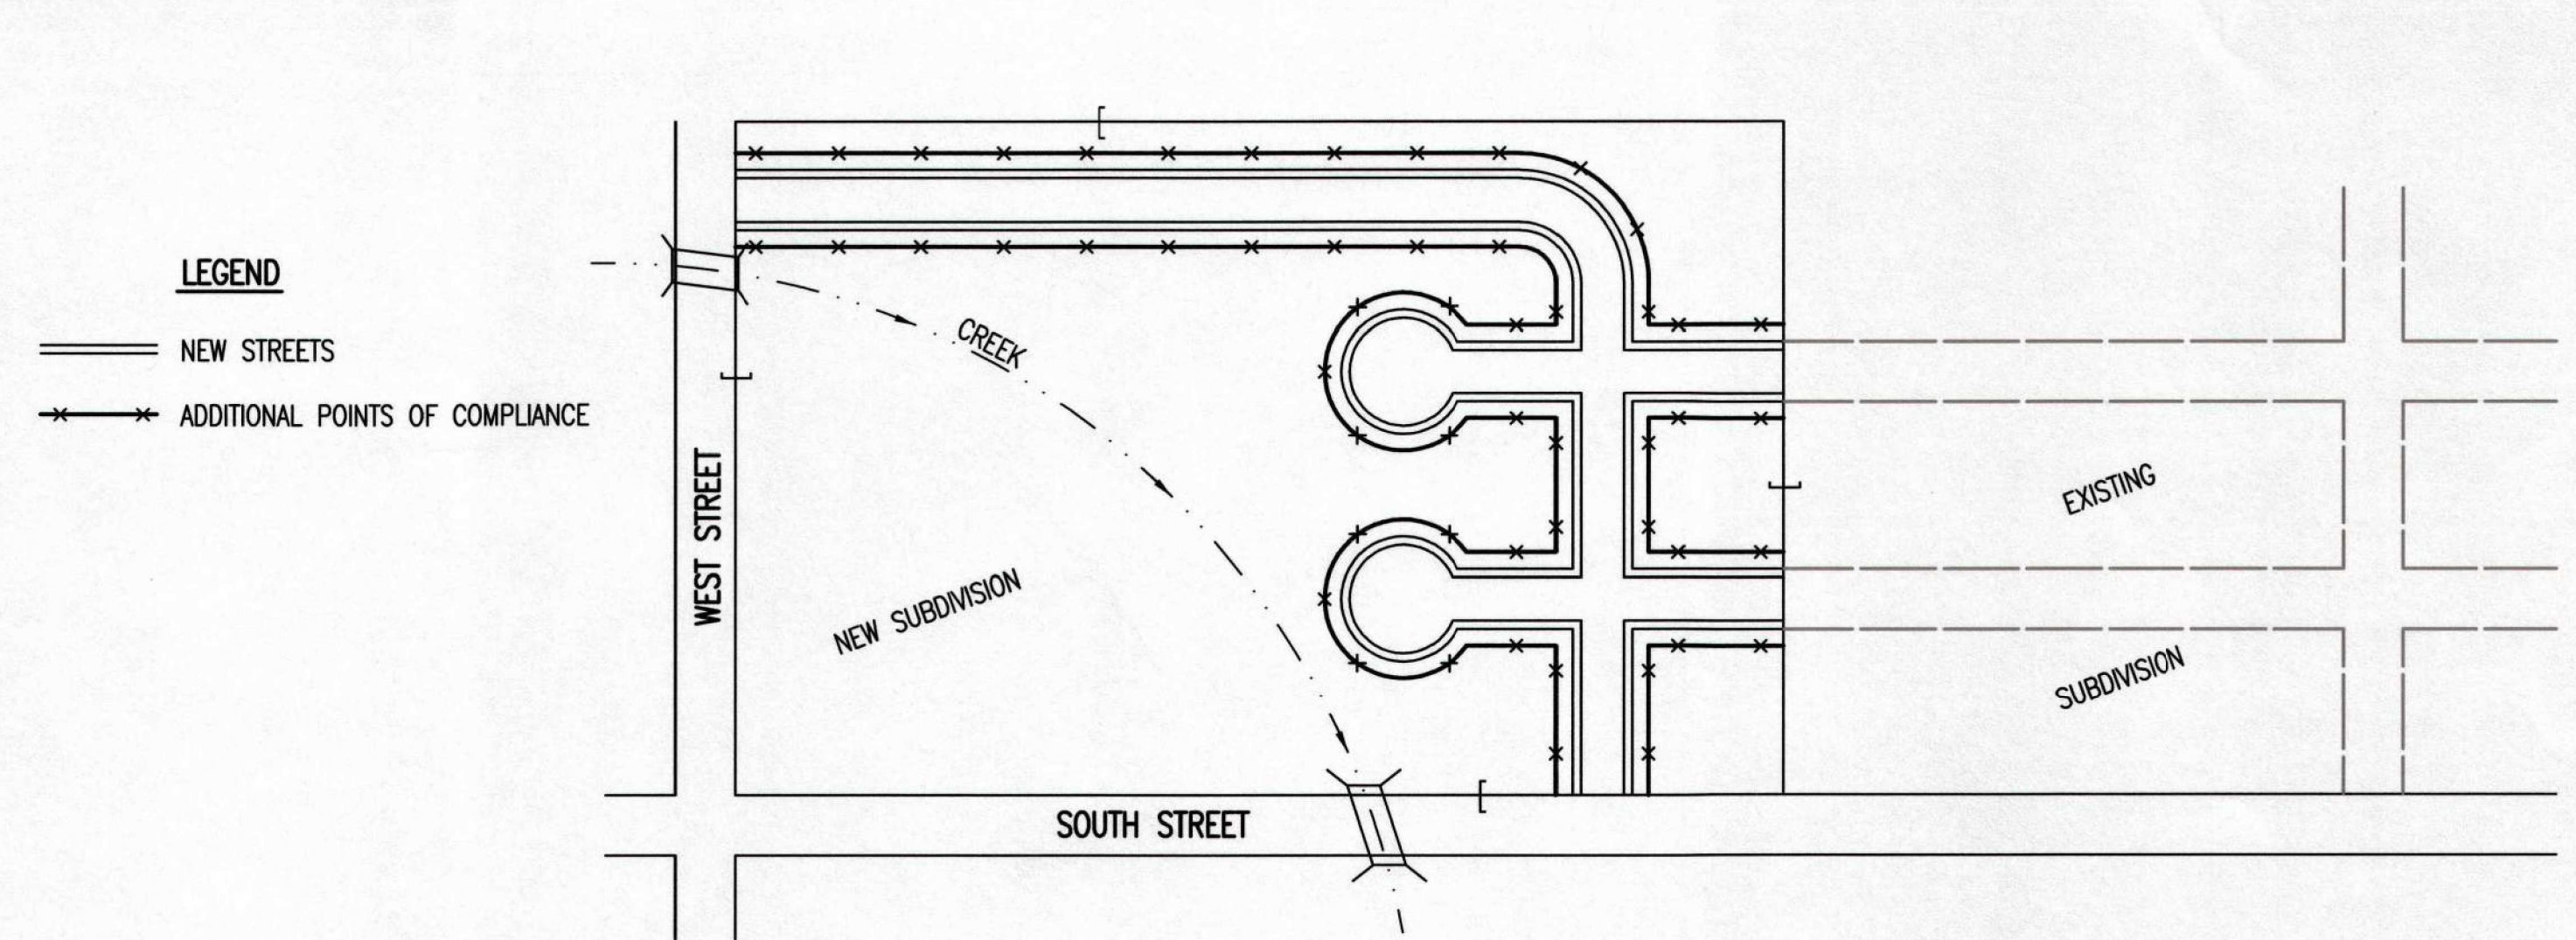 LEGEND
NEW STREETS
ADDITIONAL POINTS OF COMPLIANCE
CREEK
WEST STREET
NEW SUBDIVISION
SOUTH STREET
EXISTING
SUBDIVISION